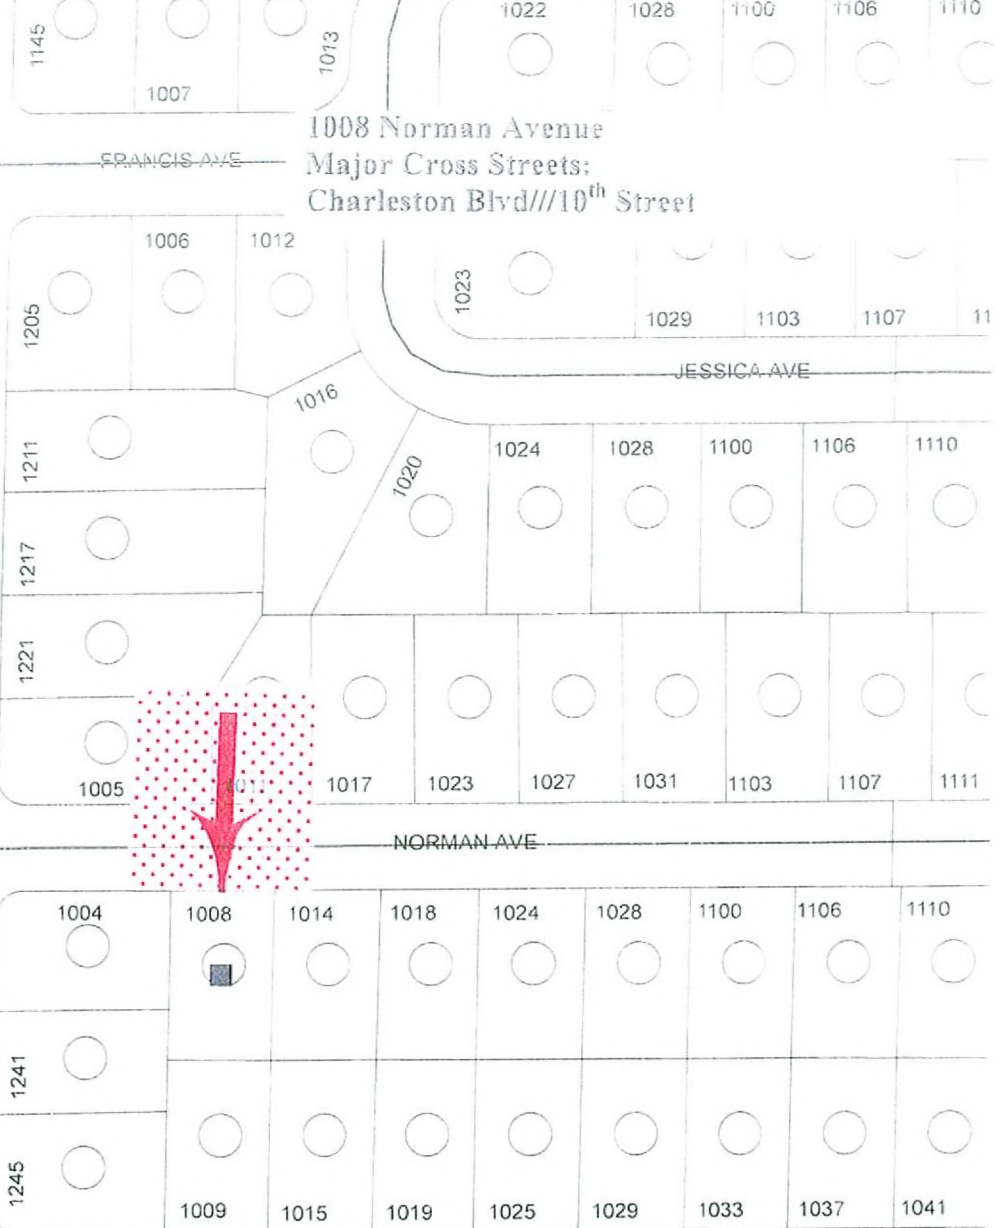 1022 1028 1100 1106 1110
1145
1013
1007
1008 Norman Avenue
Major Cross Streets:
Charleston Blvd///10th Street
FRANCIS AVE
1006 1012
1205
1023
1029 1103 1107 11
JESSICA AVE
1016
1211
1020
1024 1028 1100 1106 1110
1217
1221
1005 1011 1017 1023 1027 1031 1103 1107 1111
NORMAN AVE
1004 1008 1014 1018 1024 1028 1100 1106 1110
1241
1245
1009 1015 1019 1025 1029 1033 1037 1041